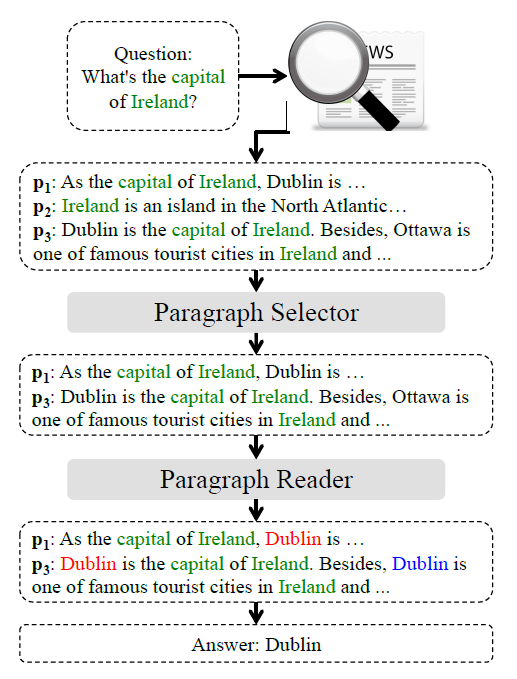 Question:
What's the capital
of Ireland?
WS
p1: As the capital of Ireland, Dublin is …
p2: Ireland is an island in the North Atlantic…
p3: Dublin is the capital of Ireland. Besides, Ottawa is
one of famous tourist cities in Ireland and ...
Paragraph Selector
p1: As the capital of Ireland, Dublin is …
p3: Dublin is the capital of Ireland. Besides, Ottawa is
one of famous tourist cities in Ireland and ...
Paragraph Reader
p1: As the capital of Ireland, Dublin is …
p3: Dublin is the capital of Ireland. Besides, Dublin is
one of famous tourist cities in Ireland and ...
Answer: Dublin